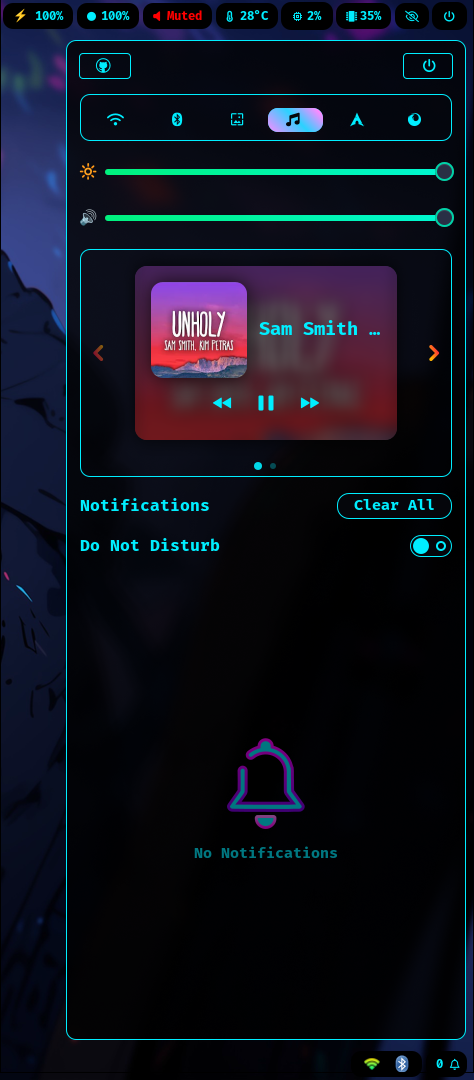 100%
100%
Muted
28°C
2%
35%
UNHOLY
SAM SMITH, KIM PETRAS
Sam Smith …
Notifications
Clear All
Do Not Disturb
No Notifications
0